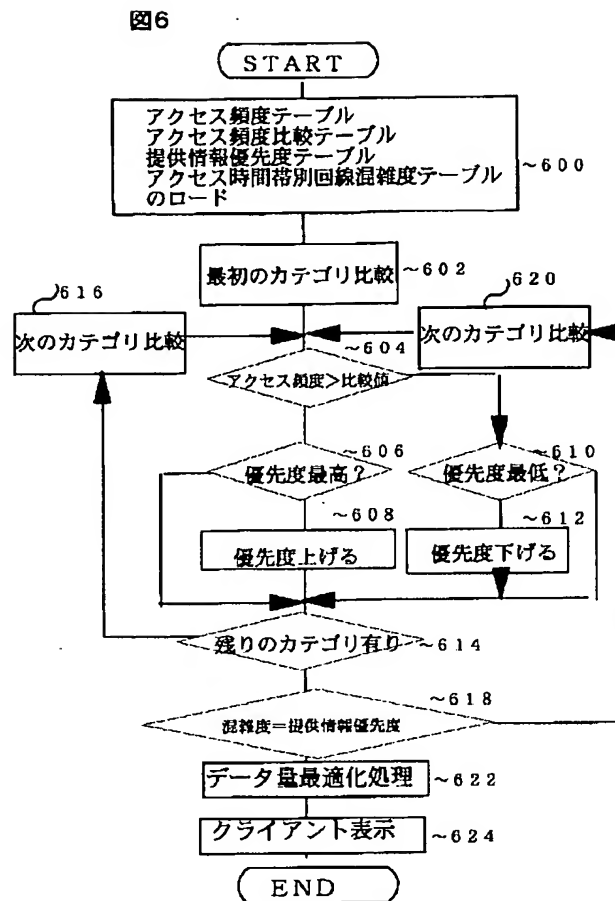 図6
START
アクセス頻度テーブル
アクセス頻度比較テーブル
提供情報優先度テーブル
アクセス時間帯別回線混雑度テーブル
のロード
~600
最初のカテゴリ比較
~602
616
次のカテゴリ比較
620
次のカテゴリ比較
~604
アクセス頻度>比較値
~606
優先度最高?
~610
優先度最低?
~608
優先度上げる
~612
優先度下げる
残りのカテゴリ有り
~614
~618
混雑度=提供情報優先度
データ量最適化処理
~622
クライアント表示
~624
END